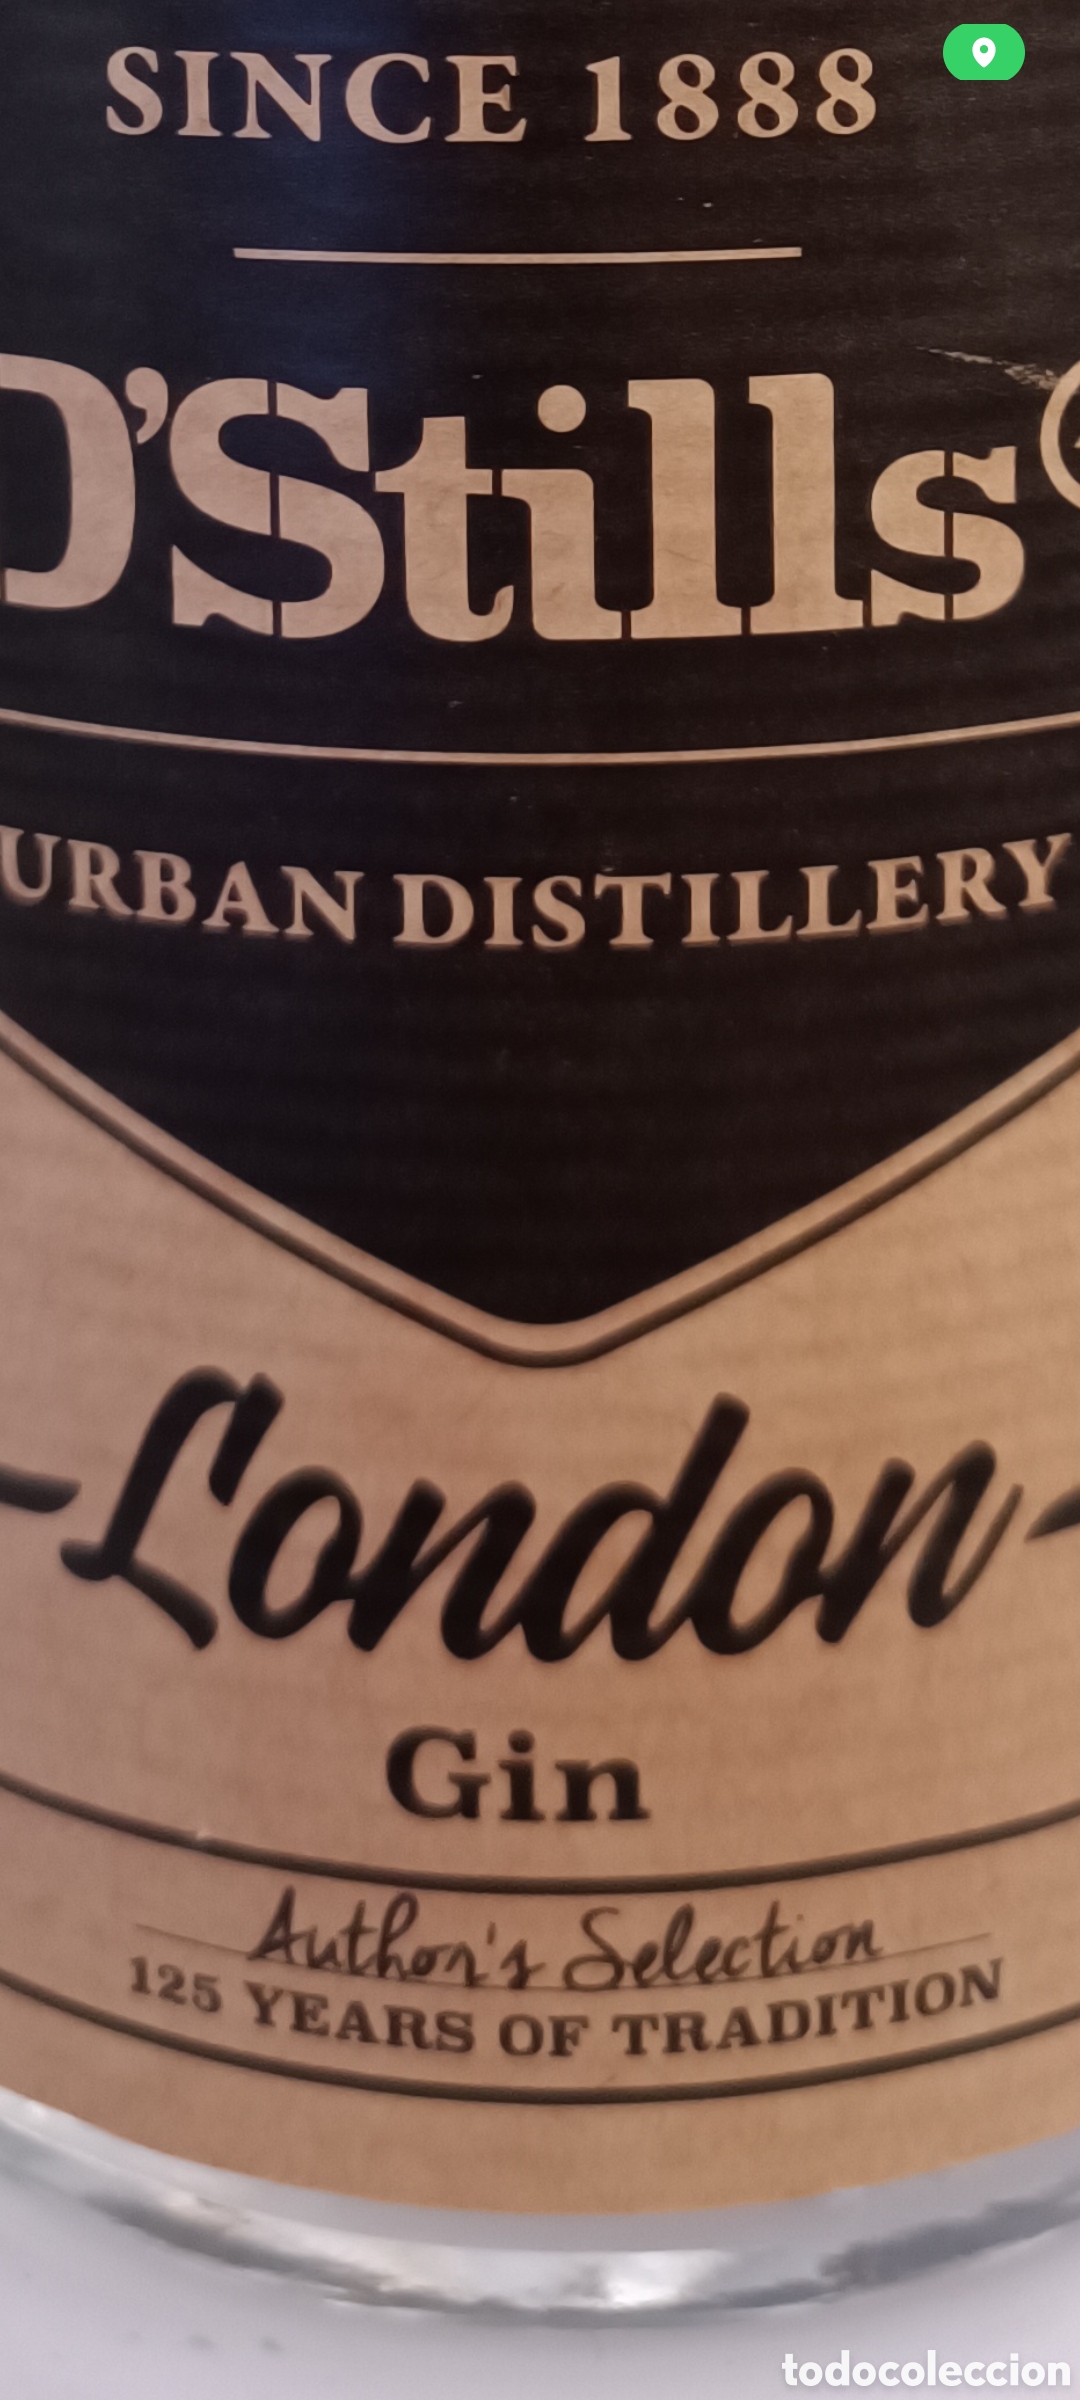 SINCE 1888
D'Stills®
URBAN DISTILLERY
London
Gin
Author's Selection
125 YEARS OF TRADITION
todocoleccion